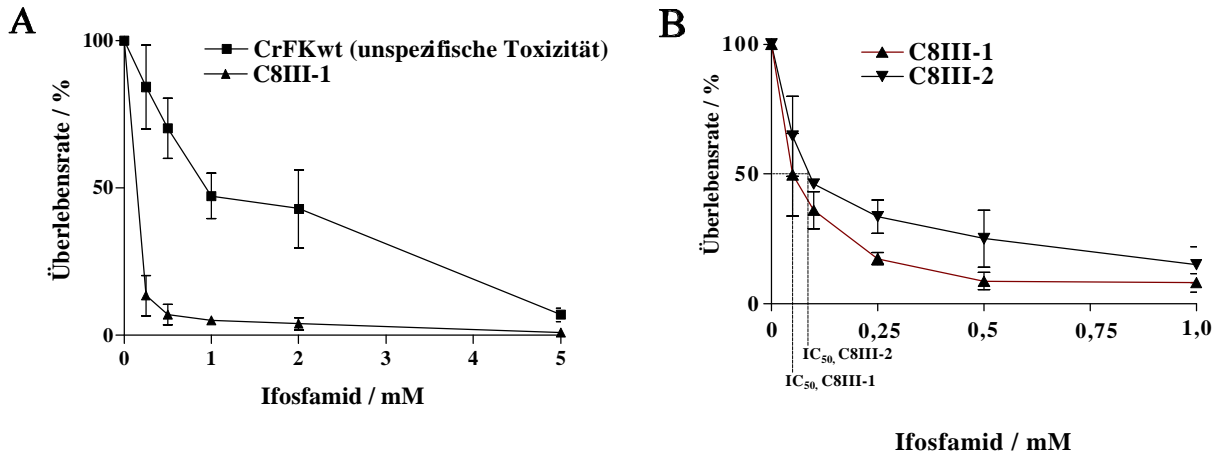 A
CrFKwt (unspezifische Toxizität)
C8III-1
100
50
0
Überlebensrate / %
0 1 2 3 4 5
Ifosfamid / mM
B
C8III-1
C8III-2
100
50
0
Überlebensrate / %
0 0,25 0,5 0,75 1,0
IC50, C8III-2
IC50, C8III-1
Ifosfamid / mM